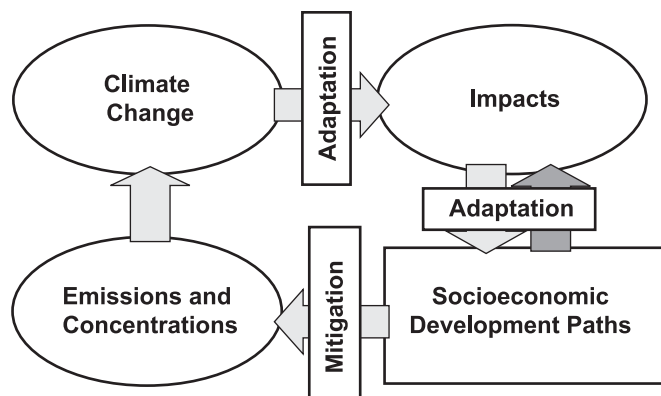 Climate
Change
Adaptation
Impacts
Adaptation
Emissions and
Concentrations
Mitigation
Socioeconomic
Development Paths